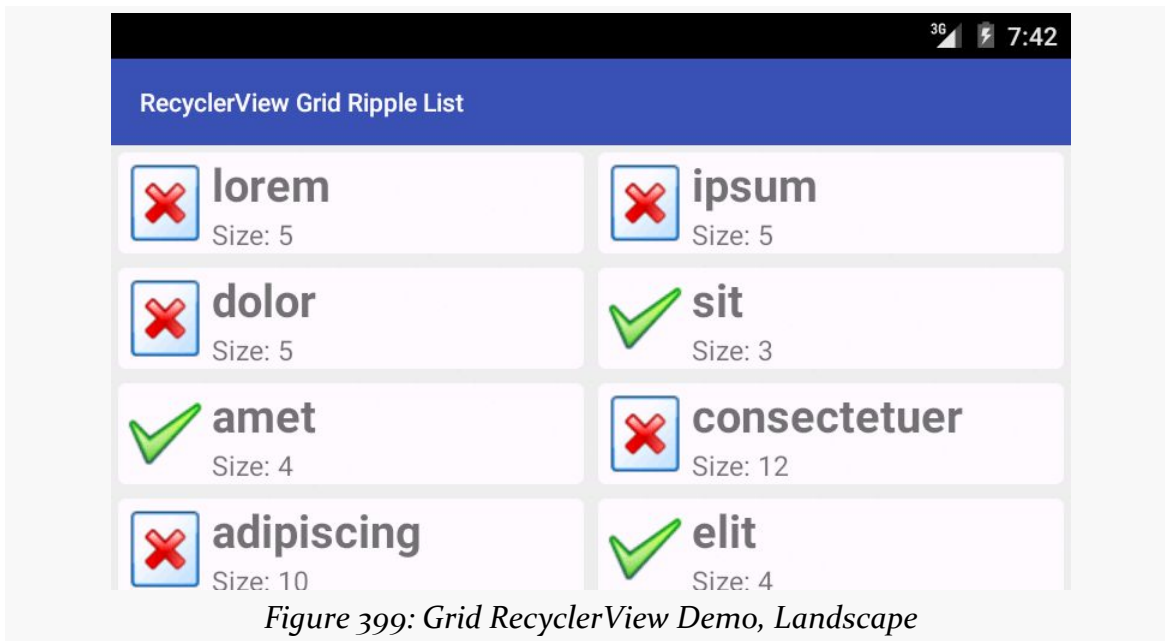 3G 7:42
RecyclerView Grid Ripple List
lorem
Size: 5
ipsum
Size: 5
dolor
Size: 5
sit
Size: 3
amet
Size: 4
consectetuer
Size: 12
adipiscing
Size: 10
elit
Size: 4
Figure 399: Grid RecyclerView Demo, Landscape